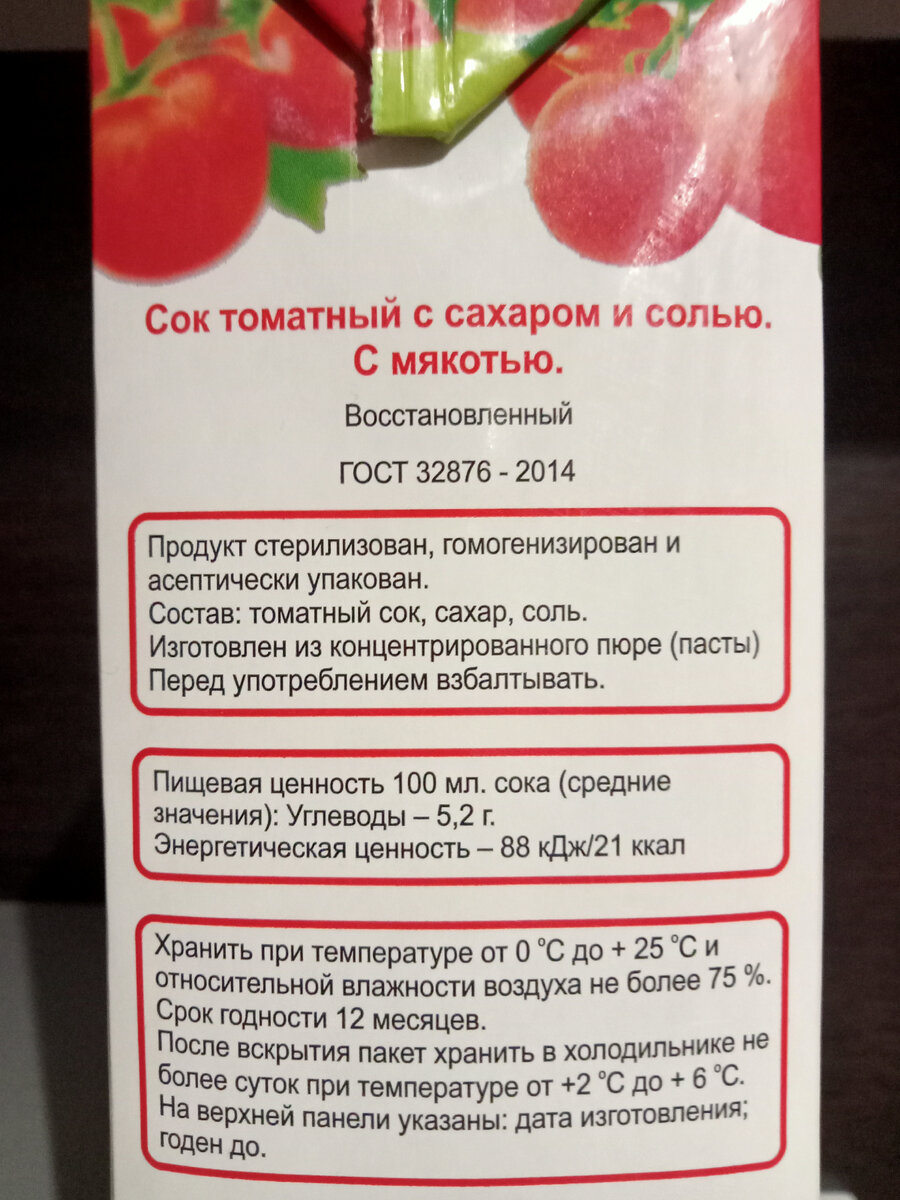 Сок томатный с сахаром и солью.
С мякотью.
Восстановленный
ГОСТ 32876 - 2014
Продукт стерилизован, гомогенизирован и
асептически упакован.
Состав: томатный сок, сахар, соль.
Изготовлен из концентрированного пюре (пасты)
Перед употреблением взбалтывать.
Пищевая ценность 100 мл. сока (средние
значения): Углеводы – 5,2 г.
Энергетическая ценность – 88 кДж/21 ккал
Хранить при температуре от 0 °С до + 25 °С и
относительной влажности воздуха не более 75 %.
Срок годности 12 месяцев.
После вскрытия пакет хранить в холодильнике не
более суток при температуре от +2 °С до + 6 °С.
На верхней панели указаны: дата изготовления;
годен до.